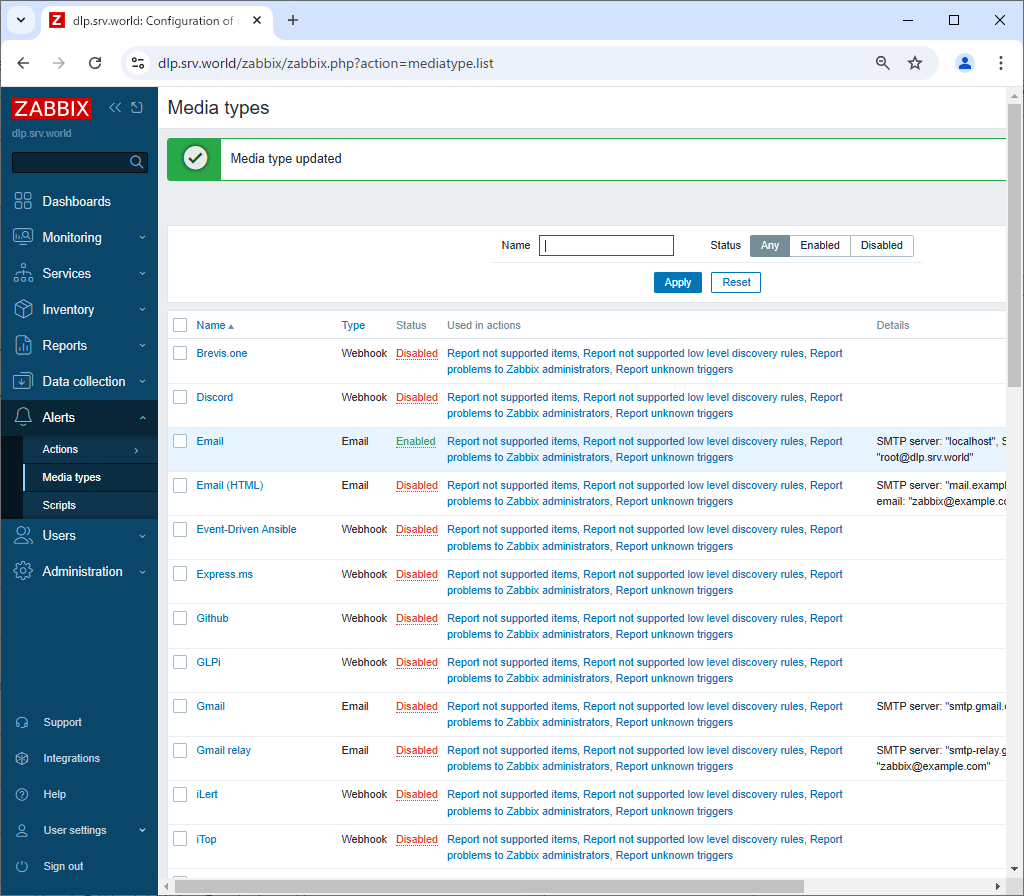 dlp.srv.world: Configuration of
dlp.srv.world/zabbix/zabbix.php?action=mediatype.list
ZABBIX
dlp.srv.world
Dashboards
Monitoring
Services
Inventory
Reports
Data collection
Alerts
Actions
Media types
Scripts
Users
Administration
Support
Integrations
Help
User settings
Sign out
Media types
Media type updated
Name Status Any Enabled Disabled
Apply Reset
Name Type Status Used in actions Details
Brevis.one Webhook Disabled Report not supported items, Report not supported low level discovery rules, Report
problems to Zabbix administrators, Report unknown triggers
Discord Webhook Disabled Report not supported items, Report not supported low level discovery rules, Report
problems to Zabbix administrators, Report unknown triggers
Email Email Enabled Report not supported items, Report not supported low level discovery rules, Report SMTP server: "localhost", S
problems to Zabbix administrators, Report unknown triggers "root@dlp.srv.world"
Email (HTML) Email Disabled Report not supported items, Report not supported low level discovery rules, Report SMTP server: "mail.exampl
problems to Zabbix administrators, Report unknown triggers email: "zabbix@example.co
Event-Driven Ansible Webhook Disabled Report not supported items, Report not supported low level discovery rules, Report
problems to Zabbix administrators, Report unknown triggers
Express.ms Webhook Disabled Report not supported items, Report not supported low level discovery rules, Report
problems to Zabbix administrators, Report unknown triggers
Github Webhook Disabled Report not supported items, Report not supported low level discovery rules, Report
problems to Zabbix administrators, Report unknown triggers
GLPi Webhook Disabled Report not supported items, Report not supported low level discovery rules, Report
problems to Zabbix administrators, Report unknown triggers
Gmail Email Disabled Report not supported items, Report not supported low level discovery rules, Report SMTP server: "smtp.gmail.c
problems to Zabbix administrators, Report unknown triggers
Gmail relay Email Disabled Report not supported items, Report not supported low level discovery rules, Report SMTP server: "smtp-relay.g
problems to Zabbix administrators, Report unknown triggers "zabbix@example.com"
iLert Webhook Disabled Report not supported items, Report not supported low level discovery rules, Report
problems to Zabbix administrators, Report unknown triggers
iTop Webhook Disabled Report not supported items, Report not supported low level discovery rules, Report
problems to Zabbix administrators, Report unknown triggers